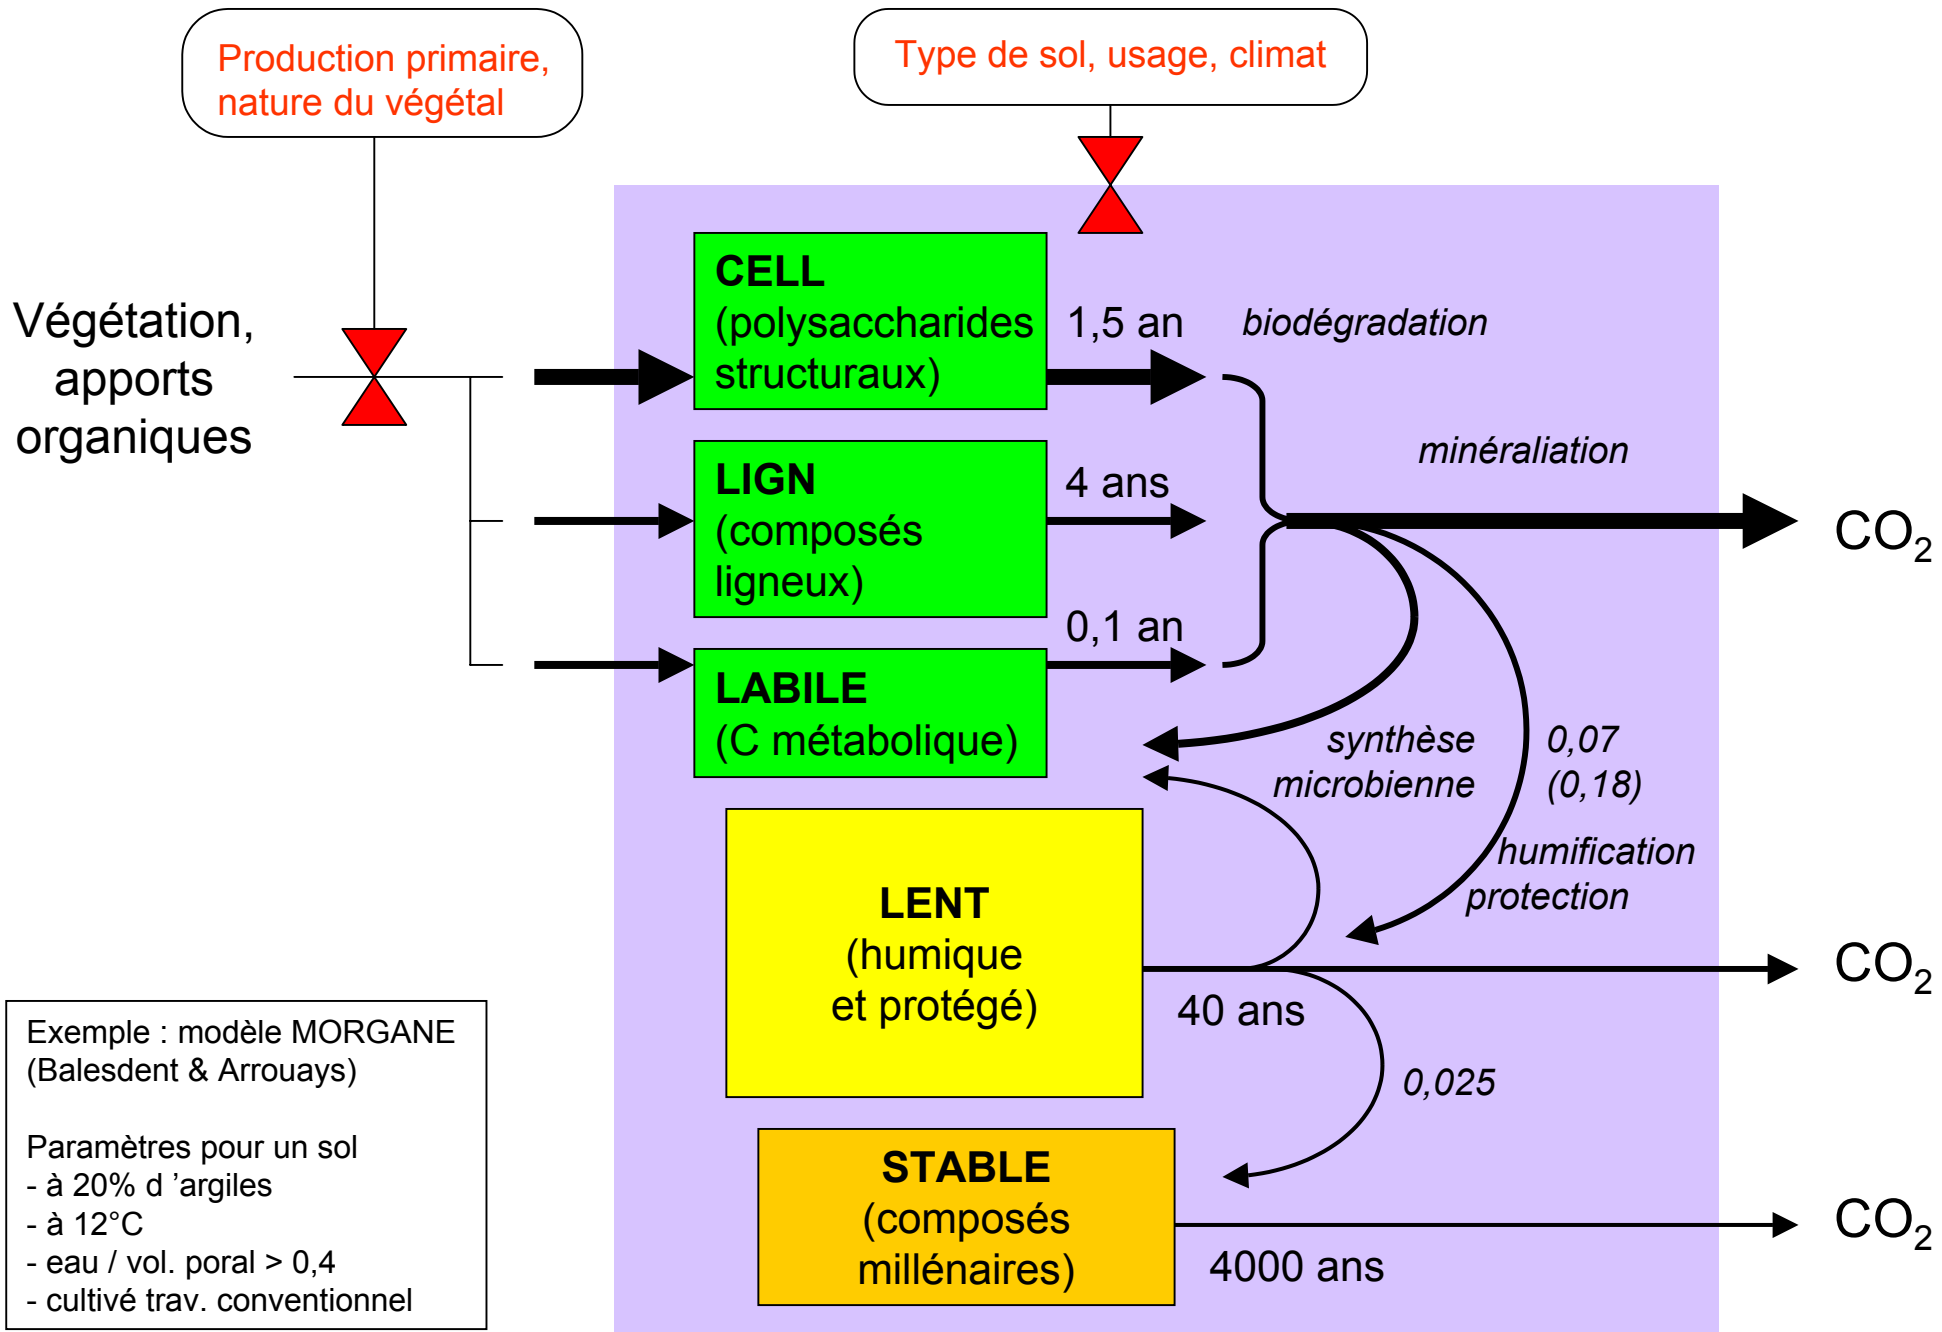 Production primaire,
nature du végétal
Type de sol, usage, climat
Végétation,
apports
organiques
CELL
(polysaccharides
structuraux)
1,5 an
biodégradation
LIGN
(composés
ligneux)
4 ans
minéraliation
CO₂
LABILE
(C métabolique)
0,1 an
synthèse
microbienne
0,07
(0,18)
humification
protection
LENT
(humique
et protégé)
40 ans
CO₂
0,025
STABLE
(composés
millénaires)
4000 ans
CO₂
Exemple : modèle MORGANE
(Balesdent & Arrouays)
Paramètres pour un sol
- à 20% d ’argiles
- à 12°C
- eau / vol. poral > 0,4
- cultivé trav. conventionnel